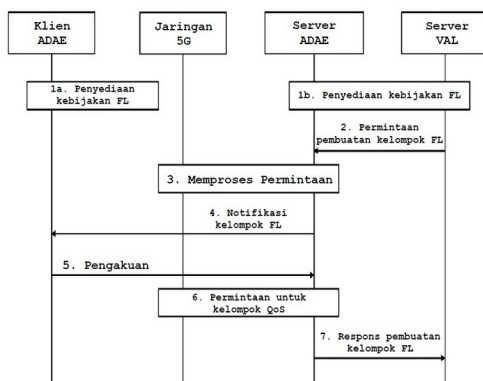 Klien
ADAE
Jaringan
5G
Server
ADAE
Server
VAL
1a. Penyediaan
kebijakan FL
1b. Penyediaan kebijakan FL
2. Permintaan
pembuatan kelompok FL
3. Memproses Permintaan
4. Notifikasi
kelompok FL
5. Pengakuan
6. Permintaan untuk
kelompok QoS
7. Respons pembuatan
kelompok FL